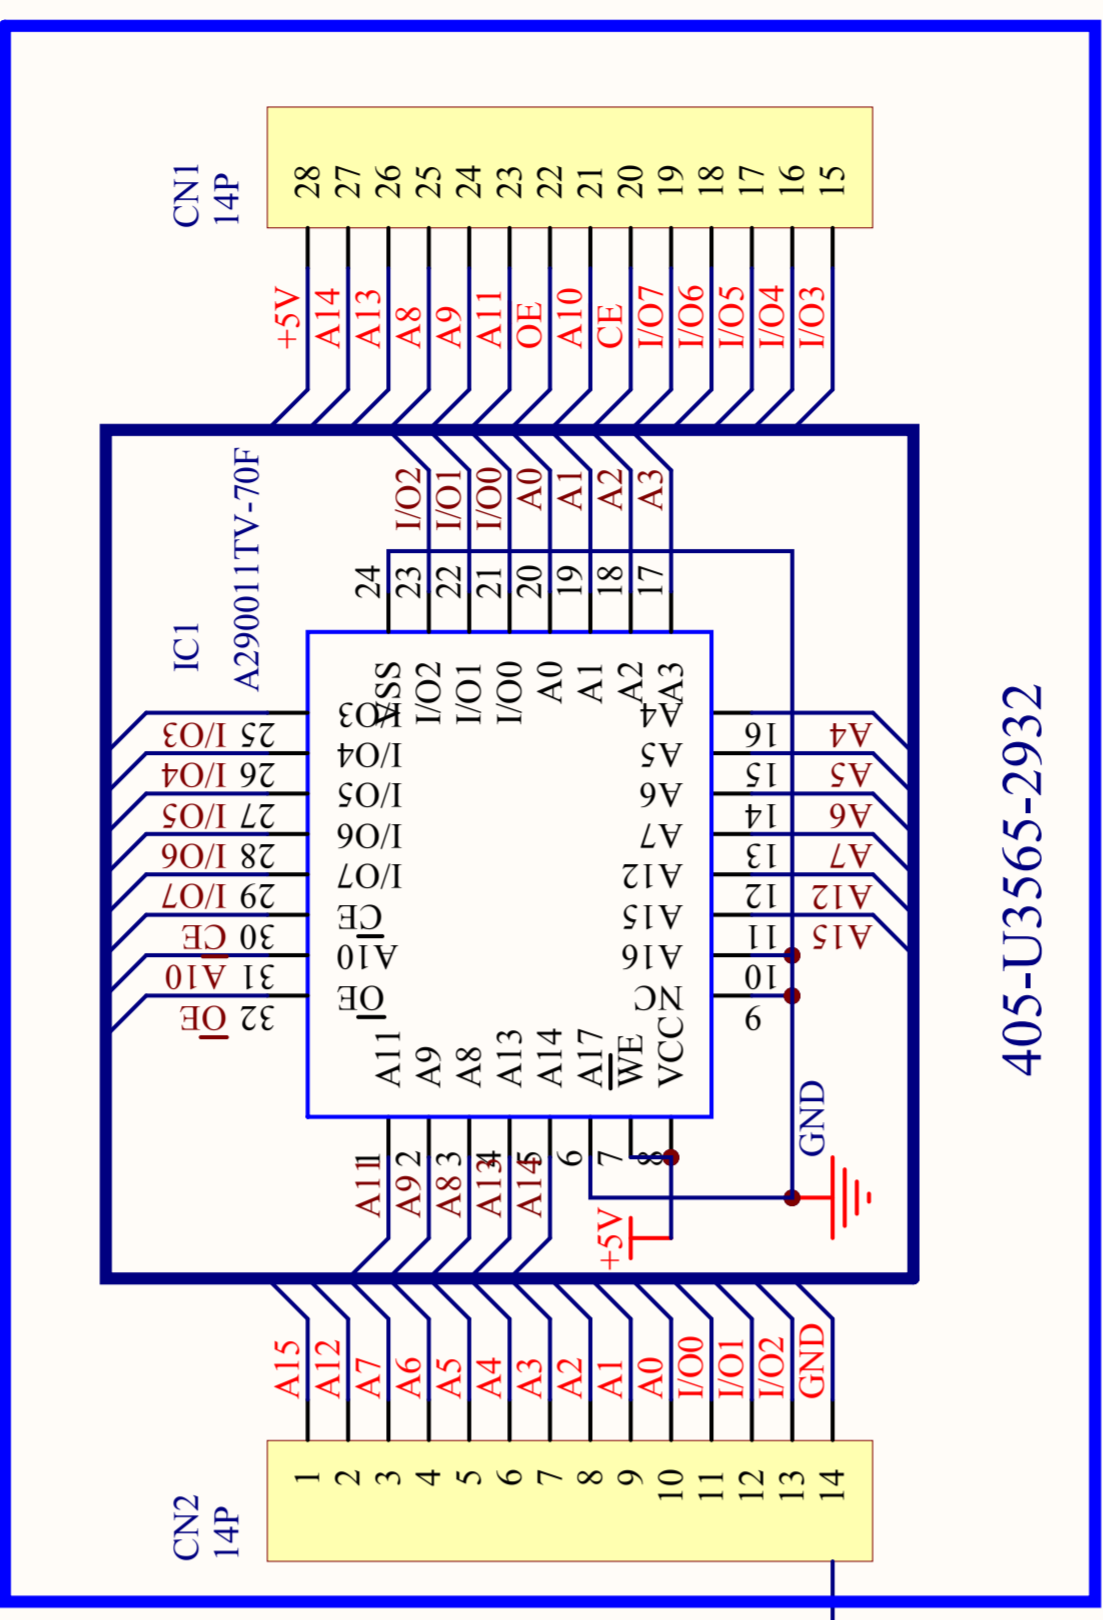 CN1
14P
28 27 26 25 24 23 22 21 20 19 18 17 16 15
+5V A14 A13 A8 A9 A11 OE A10 CE I/O7 I/O6 I/O5 I/O4 I/O3
IC1
A290011TV-70F
I/O2 I/O1 I/O0 A0 A1 A2 A3
24 23 22 21 20 19 18 17
VSS I/O2 I/O1 I/O0 A0 A1 A2 A3
I/O3 25 I/O3
I/O4 26 I/O4
I/O5 27 I/O5
I/O6 28 I/O6
I/O7 29 I/O7
CE 30 CE
A10 31 A10
OE 32 OE
A4 16 A4
A5 15 A5
A6 14 A6
A7 13 A7
A12 12 A12
A15 11 A15
A16 10
NC 9
A11 A9 A8 A13 A14 A17 WE VCC
1 2 3 4 5 6 7 8
A11 A9 A8 A13 A14
+5V
GND
405-U3565-2932
A15 A12 A7 A6 A5 A4 A3 A2 A1 A0 I/O0 I/O1 I/O2 GND
1 2 3 4 5 6 7 8 9 10 11 12 13 14
CN2
14P